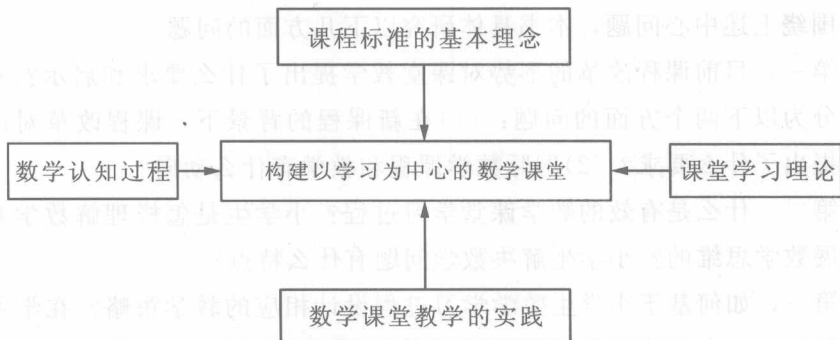 课程标准的基本理念
数学认知过程
构建以学习为中心的数学课堂
课堂学习理论
数学课堂教学的实践